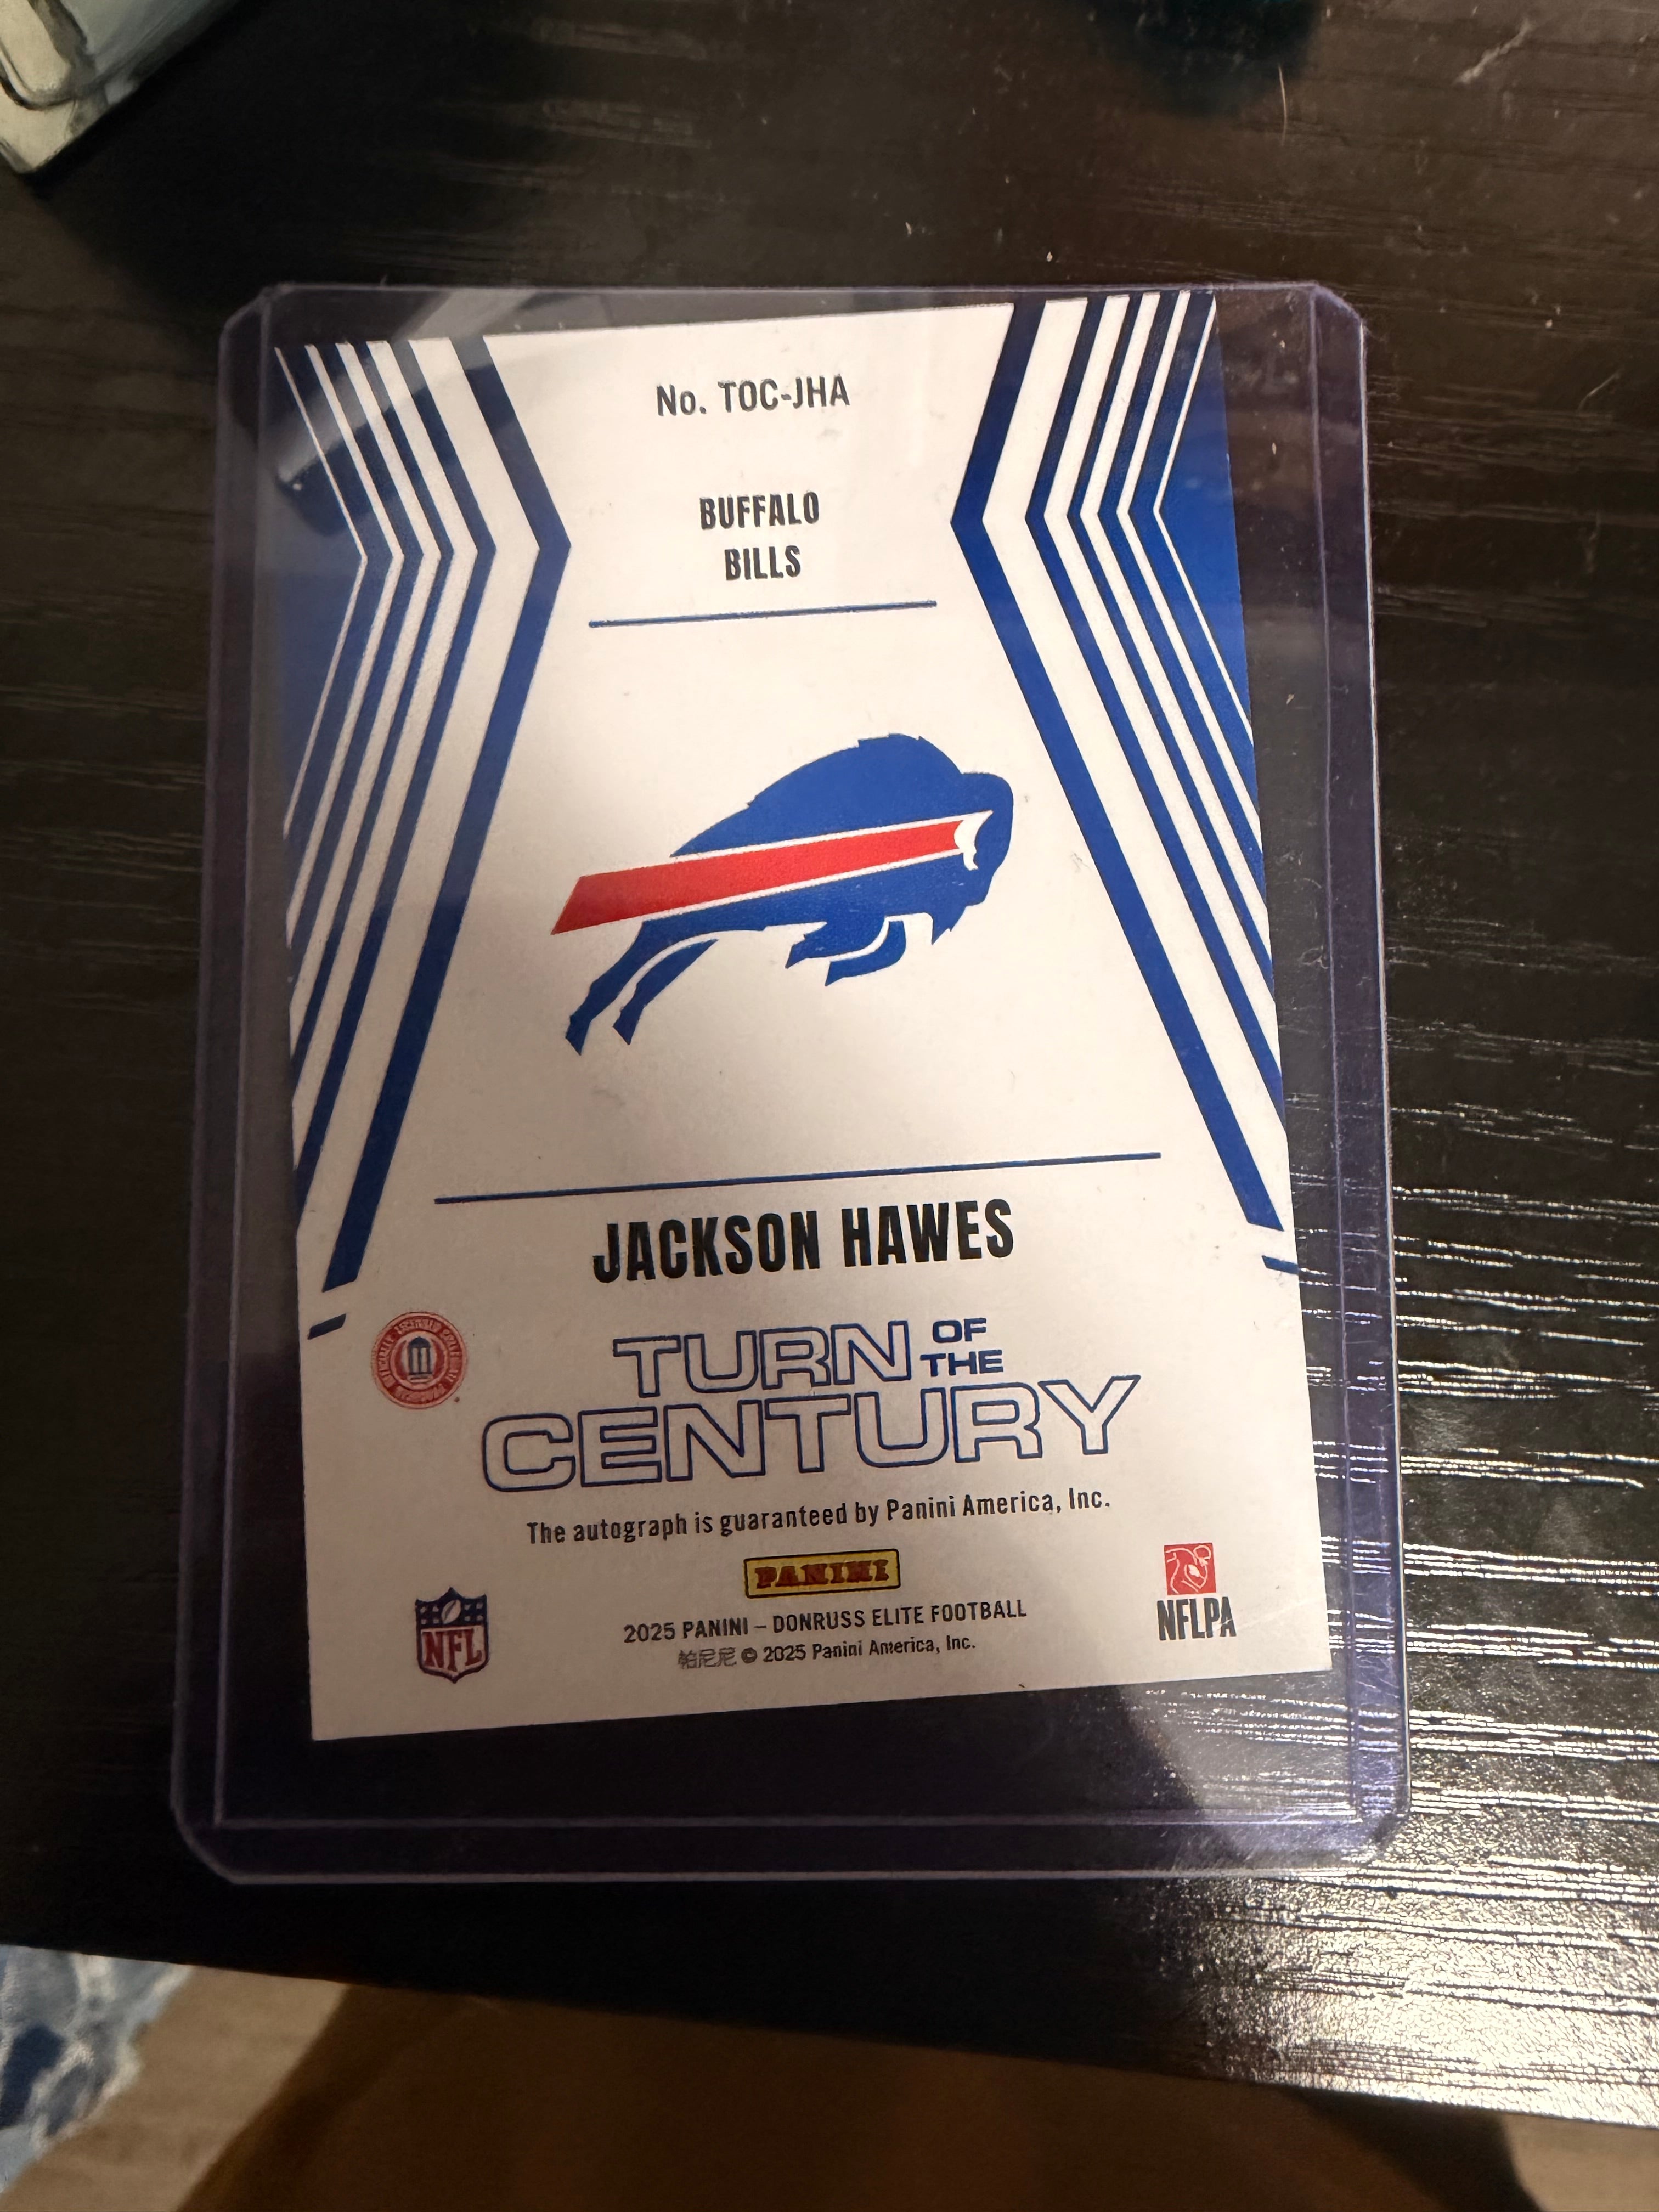 No. TOC-JHA
BUFFALO
BILLS
JACKSON HAWES
TURN OF THE
CENTURY
The autograph is guaranteed by Panini America, Inc.
PANINI
2025 PANINI – DONRUSS ELITE FOOTBALL
帕尼尼 © 2025 Panini America, Inc.
NFL
NFLPA